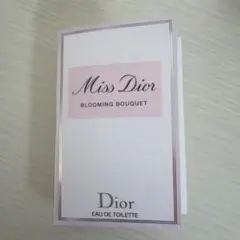 Miss Dior
BLOOMING BOUQUET
Dior
EAU DE TOILETTE